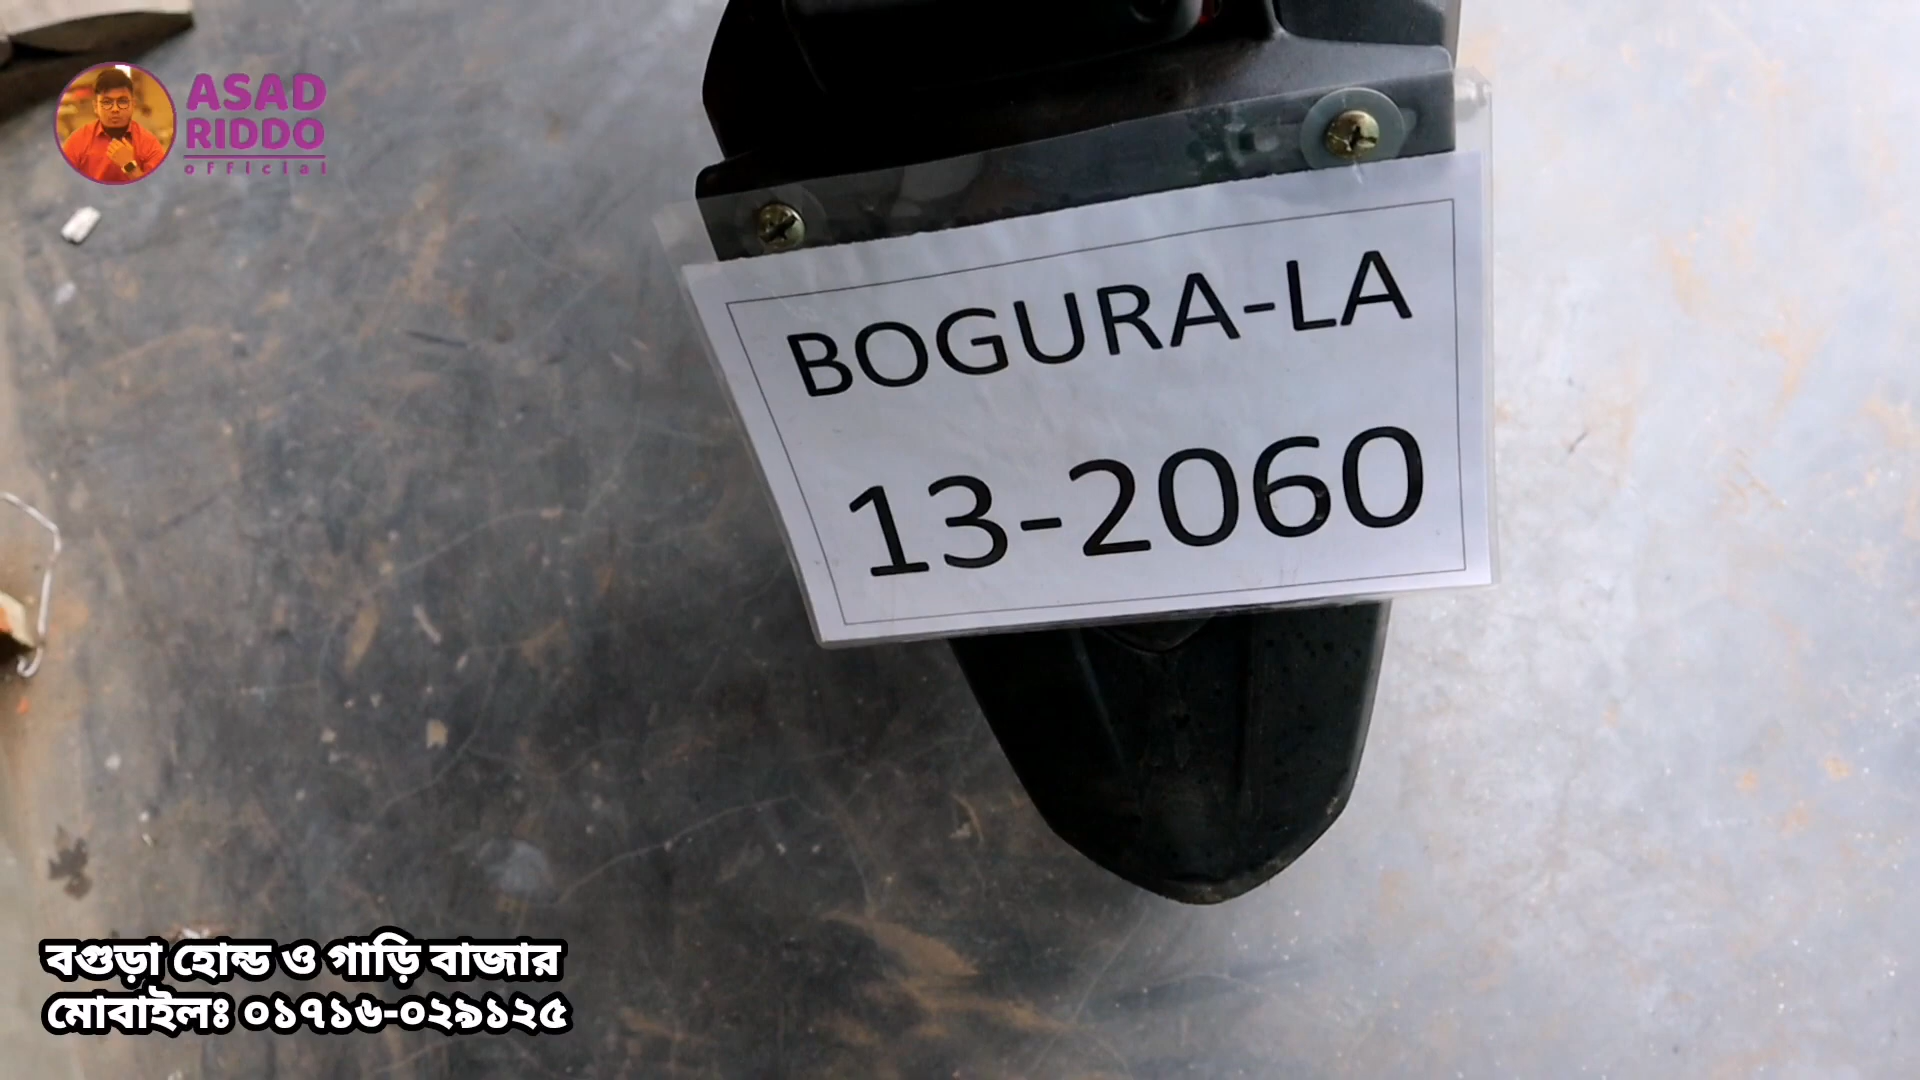 ASAD
RIDDO
official
BOGURA-LA
13-2060
বগুড়া হোন্ড ও গাড়ি বাজার
মোবাইলঃ ০১৭১৬-০২৯১২৫